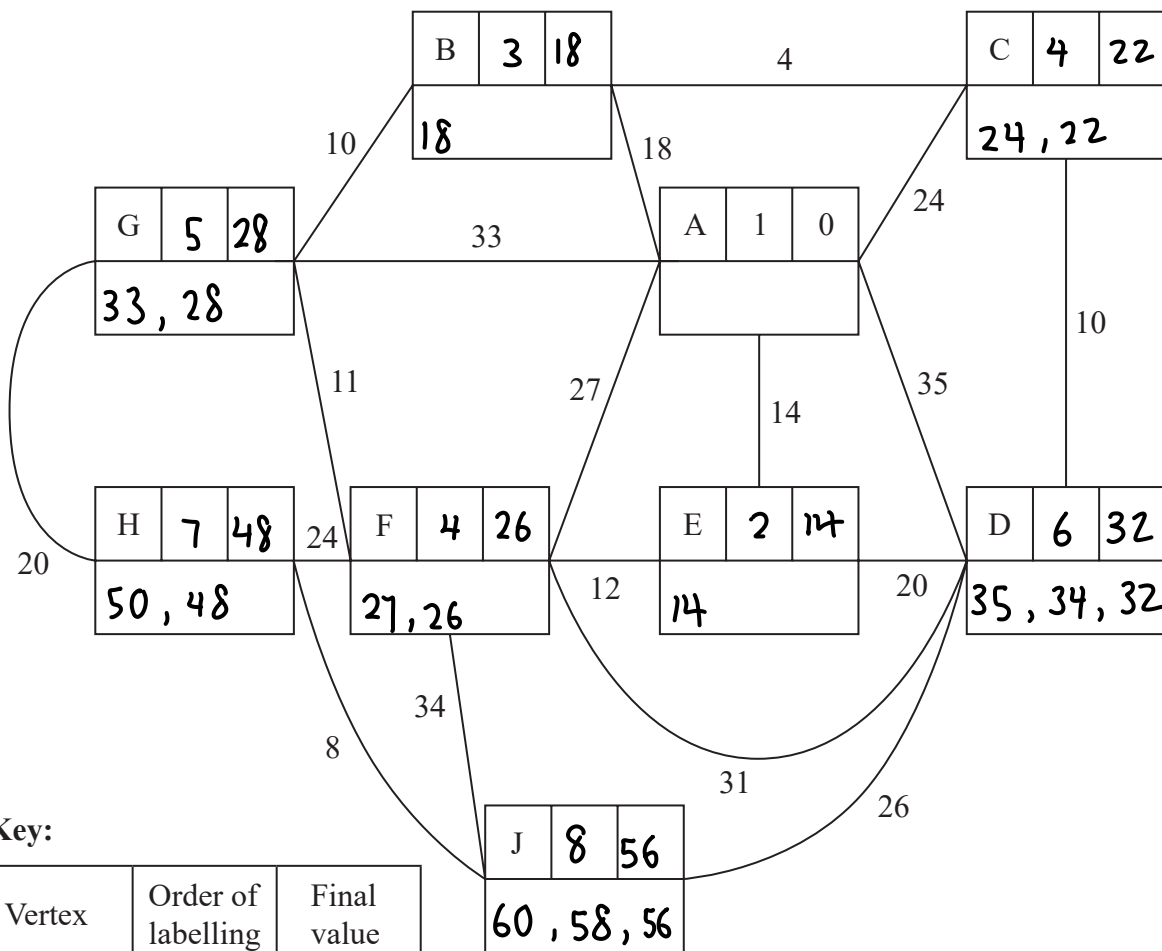 B 3 18
18
4
C 4 22
24, 22
10
18
24
G 5 28
33, 28
33
A 1 0
11
27
14
35
10
20
H 7 48
50, 48
24
F 4 26
27, 26
12
E 2 14
14
20
D 6 32
35, 34, 32
34
8
31
26
Key:
Vertex
Order of
labelling
Final
value
J 8 56
60, 58, 56